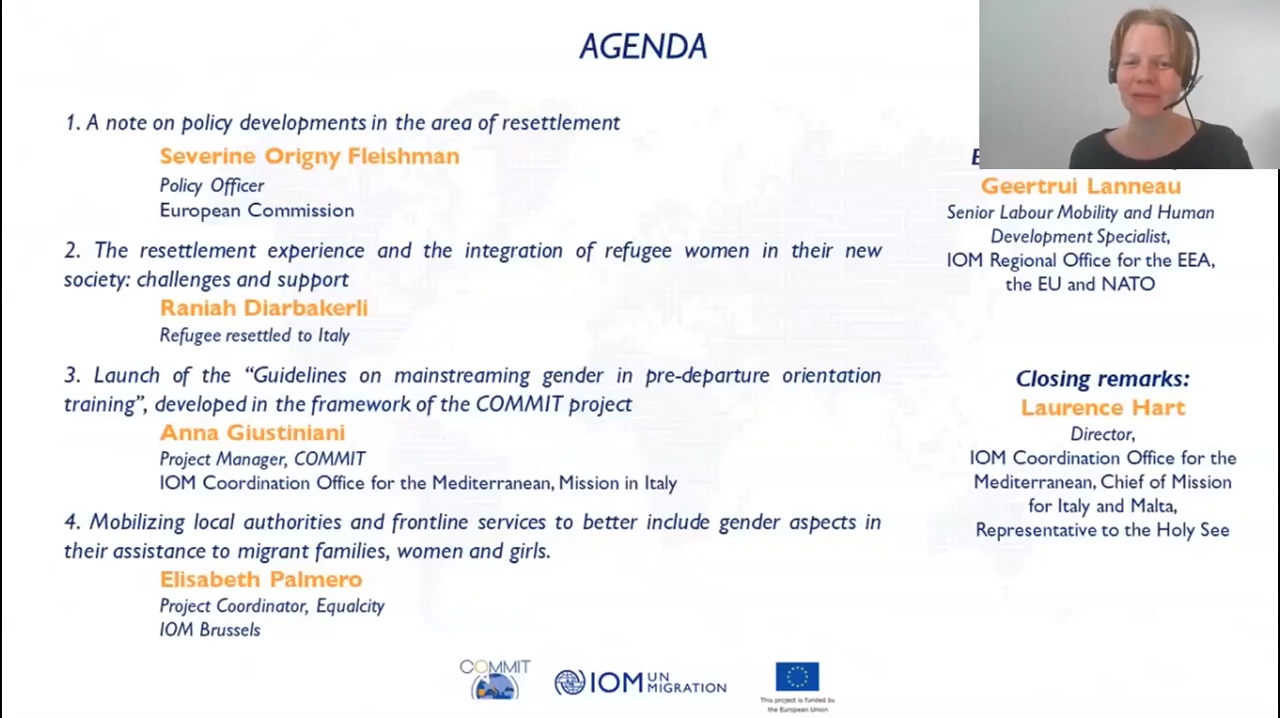 AGENDA
1. A note on policy developments in the area of resettlement
Severine Origny Fleishman
Policy Officer
European Commission
2. The resettlement experience and the integration of refugee women in their new
society: challenges and support
Raniah Diarbakerli
Refugee resettled to Italy
3. Launch of the “Guidelines on mainstreaming gender in pre-departure orientation
training”, developed in the framework of the COMMIT project
Anna Giustiniani
Project Manager, COMMIT
IOM Coordination Office for the Mediterranean, Mission in Italy
4. Mobilizing local authorities and frontline services to better include gender aspects in
their assistance to migrant families, women and girls.
Elisabeth Palmero
Project Coordinator, Equalcity
IOM Brussels
Geertrui Lanneau
Senior Labour Mobility and Human
Development Specialist,
IOM Regional Office for the EEA,
the EU and NATO
Closing remarks:
Laurence Hart
Director,
IOM Coordination Office for the
Mediterranean, Chief of Mission
for Italy and Malta,
Representative to the Holy See
COMMIT
IOM UN MIGRATION
This project is funded by
the European Union